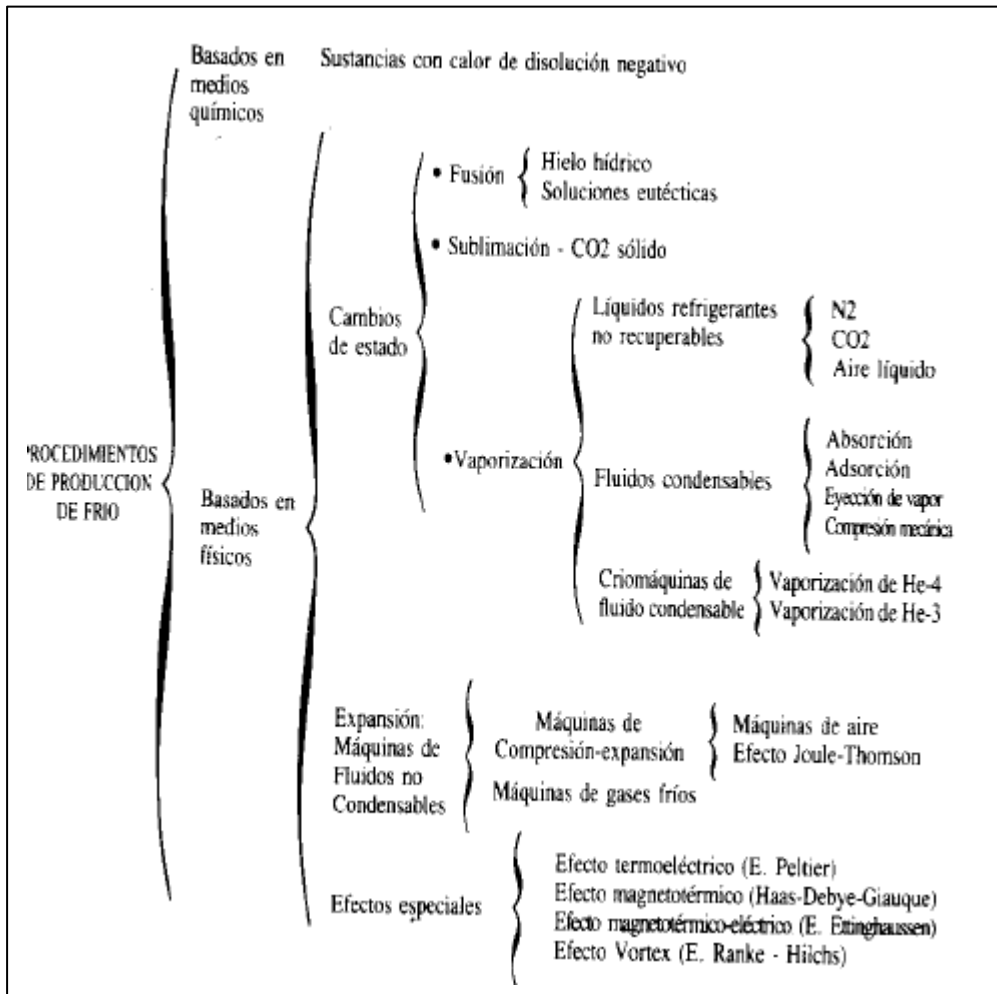 Basados en
medios
químicos
Sustancias con calor de disolución negativo
• Fusión
Hielo hídrico
Soluciones eutécticas
• Sublimación - CO2 sólido
Cambios
de estado
Líquidos refrigerantes
no recuperables
N2
CO2
Aire líquido
•Vaporización
Fluidos condensables
Absorción
Adsorción
Eyección de vapor
Compresión mecánica
Criomáquinas de
fluido condensable
Vaporización de He-4
Vaporización de He-3
ROCEDIMIENTOS
DE PRODUCCION
DE FRIO
Basados en
medios
físicos
Expansión:
Máquinas de
Fluidos no
Condensables
Máquinas de
Compresión-expansión
Máquinas de aire
Efecto Joule-Thomson
Máquinas de gases fríos
Efectos especiales
Efecto termoeléctrico (E. Peltier)
Efecto magnetotérmico (Haas-Debye-Giauque)
Efecto magnetotérmico-eléctrico (E. Ettinghaussen)
Efecto Vortex (E. Ranke - Hiichs)